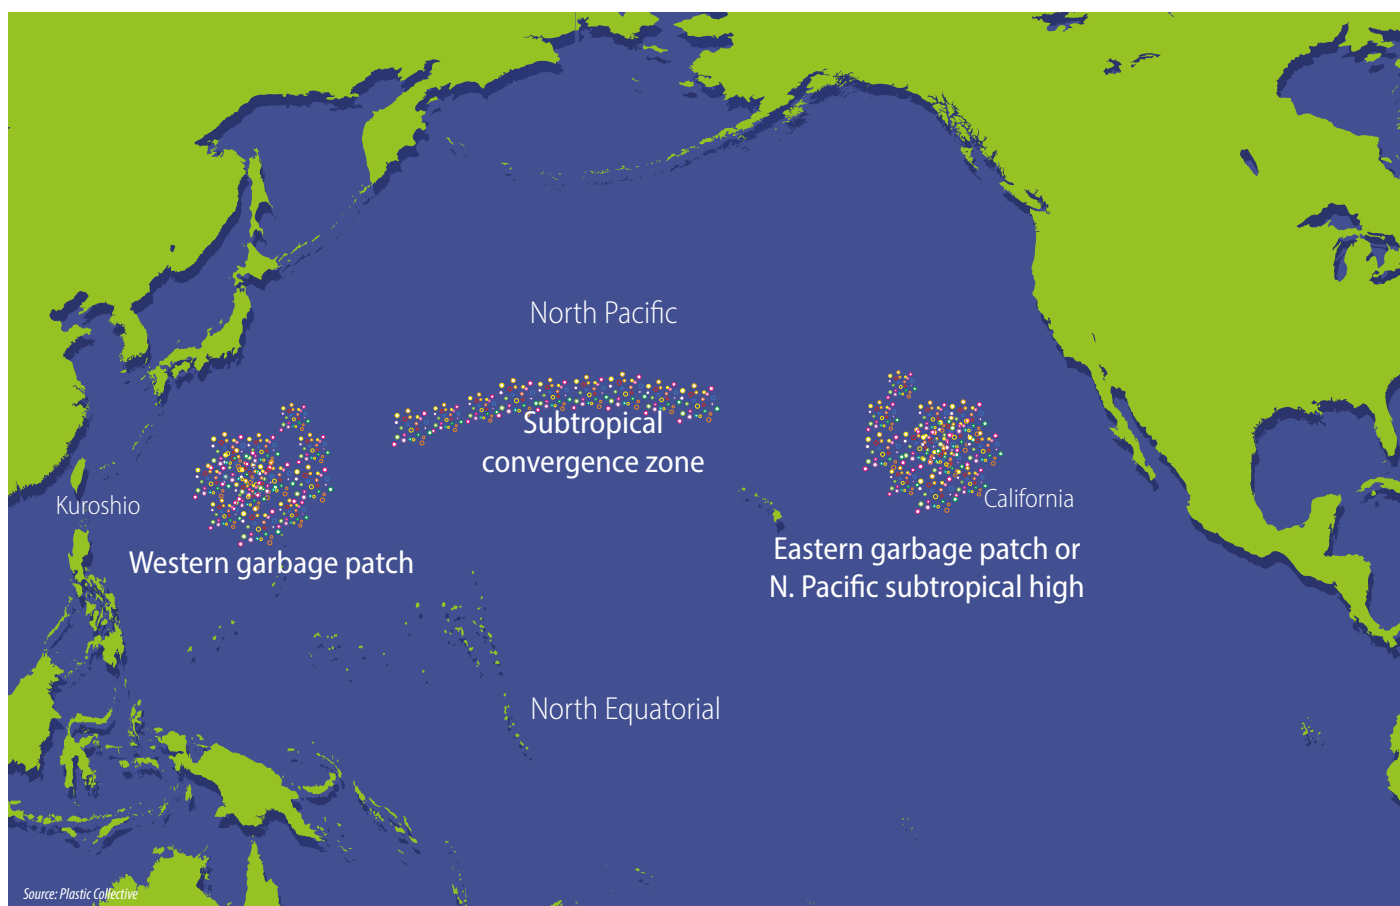 North Pacific
Subtropical
convergence zone
Kuroshio
California
Western garbage patch
Eastern garbage patch or
N. Pacific subtropical high
North Equatorial
Source: Plastic Collective